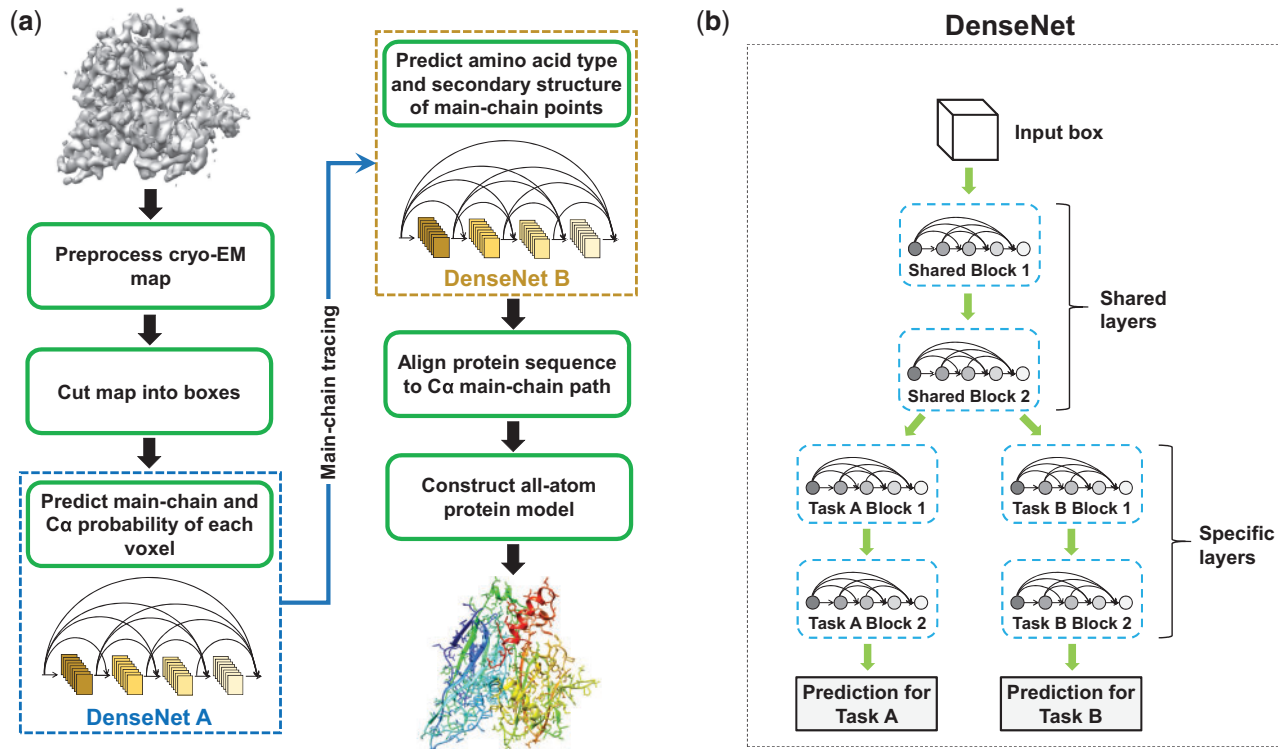 (a)
Preprocess cryo-EM
map
Cut map into boxes
Predict main-chain and
Cα probability of each
voxel
DenseNet A
Main-chain tracing
Predict amino acid type
and secondary structure
of main-chain points
DenseNet B
Align protein sequence
to Cα main-chain path
Construct all-atom
protein model
(b)
DenseNet
Input box
Shared Block 1
Shared Block 2
Shared
layers
Task A Block 1
Task B Block 1
Task A Block 2
Task B Block 2
Specific
layers
Prediction for
Task A
Prediction for
Task B